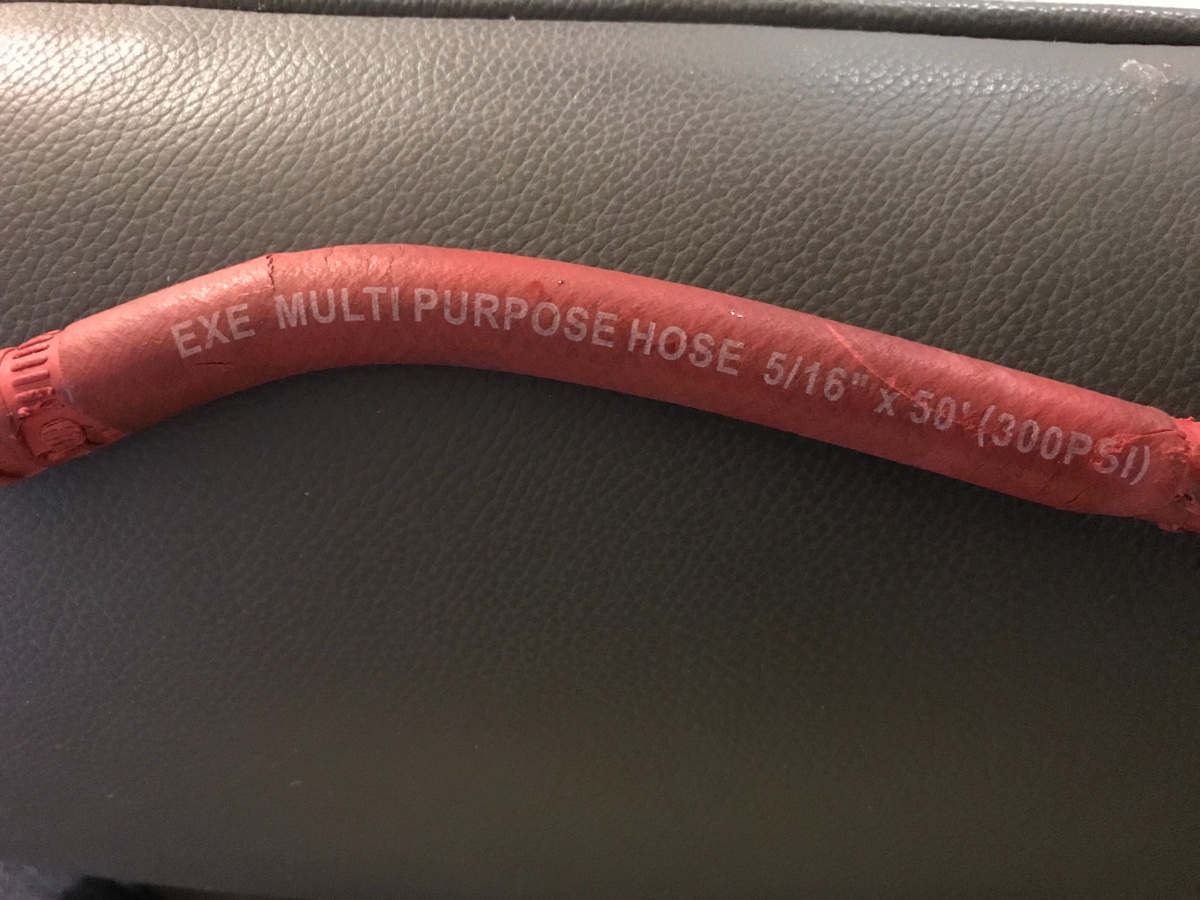 EXE MULTI PURPOSE HOSE 5/16" x 50' (300PSI)